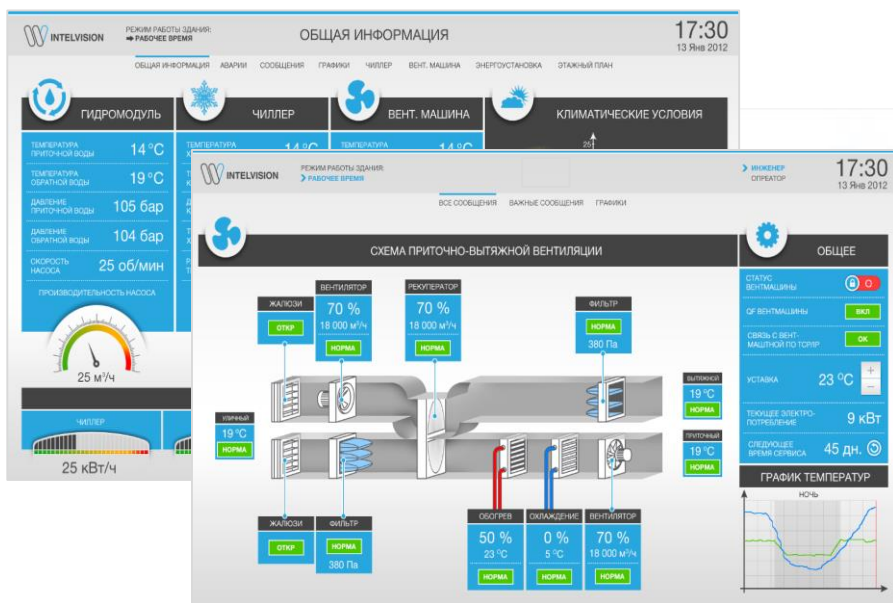 INTELVISION
РЕЖИМ РАБОТЫ ЗДАНИЯ:
РАБОЧЕЕ ВРЕМЯ
ОБЩАЯ ИНФОРМАЦИЯ
17:30
13 Янв 2012
ОБЩАЯ ИНФОРМАЦИЯ АВАРИИ СООБЩЕНИЯ ГРАФИКИ ЧИЛЛЕР ВЕНТ. МАШИНА ЭНЕРГОУСТАНОВКА ЭТАЖНЫЙ ПЛАН
ГИДРОМОДУЛЬ
ЧИЛЛЕР
ВЕНТ. МАШИНА
КЛИМАТИЧЕСКИЕ УСЛОВИЯ
ТЕМПЕРАТУРА
ПРИТОЧНОЙ ВОДЫ
14 °C
ТЕМПЕРАТУРА
ОБРАТНОЙ ВОДЫ
19 °C
ДАВЛЕНИЕ
ПРИТОЧНОЙ ВОДЫ
105 бар
ДАВЛЕНИЕ
ОБРАТНОЙ ВОДЫ
104 бар
СКОРОСТЬ
НАСОСА
25 об/мин
ПРОИЗВОДИТЕЛЬНОСТЬ НАСОСА
25 м³/ч
ЧИЛЛЕР
25 кВт/ч
ТЕМПЕРАТУРА
14 °C
ТЕМПЕРАТУРА
14 °C
25
INTELVISION
РЕЖИМ РАБОТЫ ЗДАНИЯ:
РАБОЧЕЕ ВРЕМЯ
ИНЖЕНЕР
ОПРЕАТОР
17:30
13 Янв 2012
ВСЕ СООБЩЕНИЯ ВАЖНЫЕ СООБЩЕНИЯ ГРАФИКИ
СХЕМА ПРИТОЧНО-ВЫТЯЖНОЙ ВЕНТИЛЯЦИИ
ЖАЛЮЗИ
ОТКР
ВЕНТИЛЯТОР
70 %
18 000 м³/ч
НОРМА
РЕКУПЕРАТОР
70 %
18 000 м³/ч
НОРМА
ФИЛЬТР
НОРМА
380 Па
19 °C
НОРМА
ВЫТЯЖНОЙ
19 °C
НОРМА
ПРИТОЧНЫЙ
19 °C
НОРМА
ЖАЛЮЗИ
ОТКР
ФИЛЬТР
НОРМА
380 Па
ОБОГРЕВ
50 %
23 °C
НОРМА
ОХЛАЖДЕНИЕ
0 %
5 °C
НОРМА
ВЕНТИЛЯТОР
70 %
18 000 м³/ч
НОРМА
ОБЩЕЕ
СТАТУС
ВЕНТМАШИНЫ
O
QF ВЕНТМАШИНЫ
ВКЛ
СВЯЗЬ С ВЕНТ-
МАШТНОЙ ПО TCP/IP
ОК
УСТАВКА
23 °C
+
−
ТЕКУЩЕЕ ЭЛЕКТРО-
ПОТРЕБЛЕНИЕ
9 кВт
СЛЕДУЮЩЕЕ
ВРЕМЯ СЕРВИСА
45 дн.
ГРАФИК ТЕМПЕРАТУР
НОЧЬ